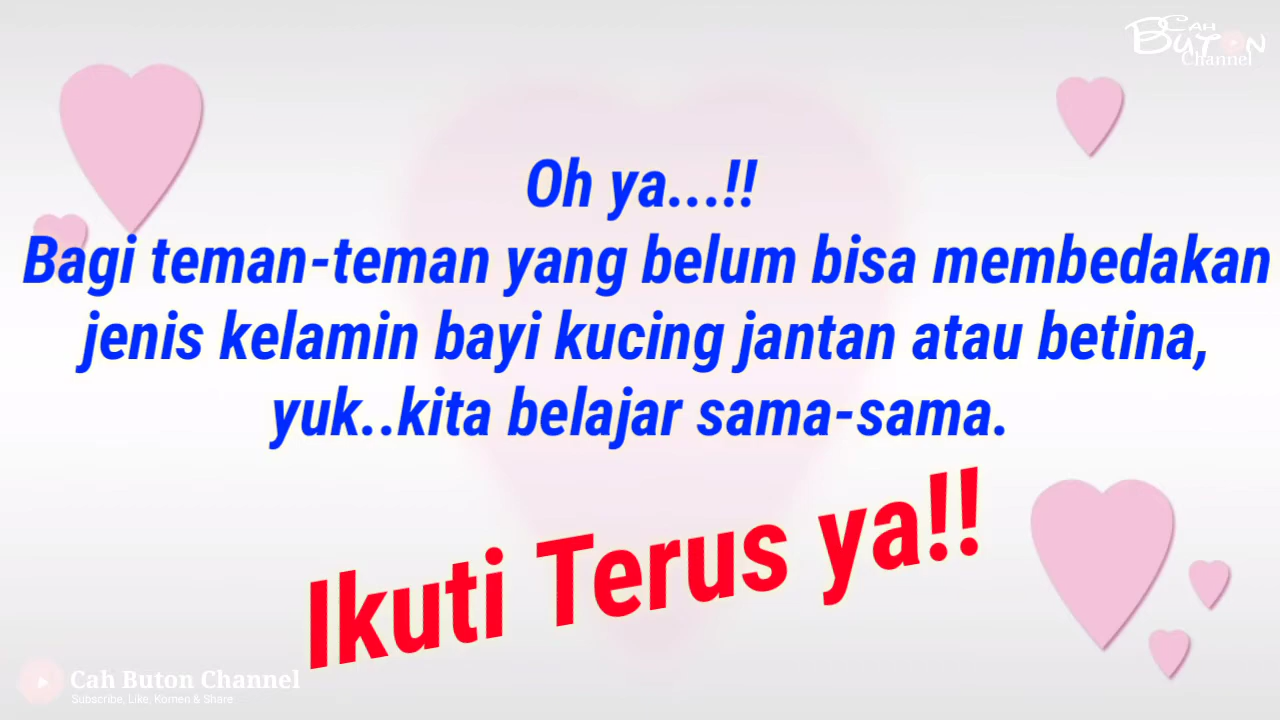 Cah
Buton
Channel
Oh ya...!!
Bagi teman-teman yang belum bisa membedakan
jenis kelamin bayi kucing jantan atau betina,
yuk..kita belajar sama-sama.
Ikuti Terus ya!!
Cah Buton Channel
Subscribe, Like, Komen & Share